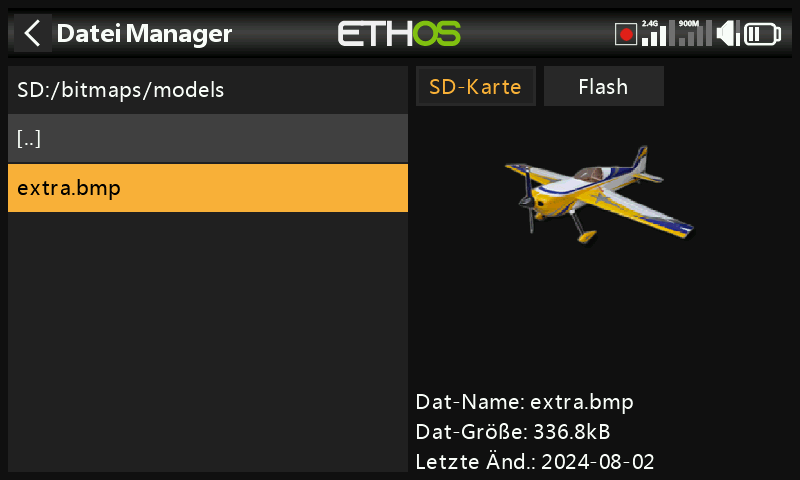 Datei Manager
ETHOS
2.4G
900M
SD:/bitmaps/models
[..]
extra.bmp
SD-Karte
Flash
Dat-Name: extra.bmp
Dat-Größe: 336.8kB
Letzte Änd.: 2024-08-02